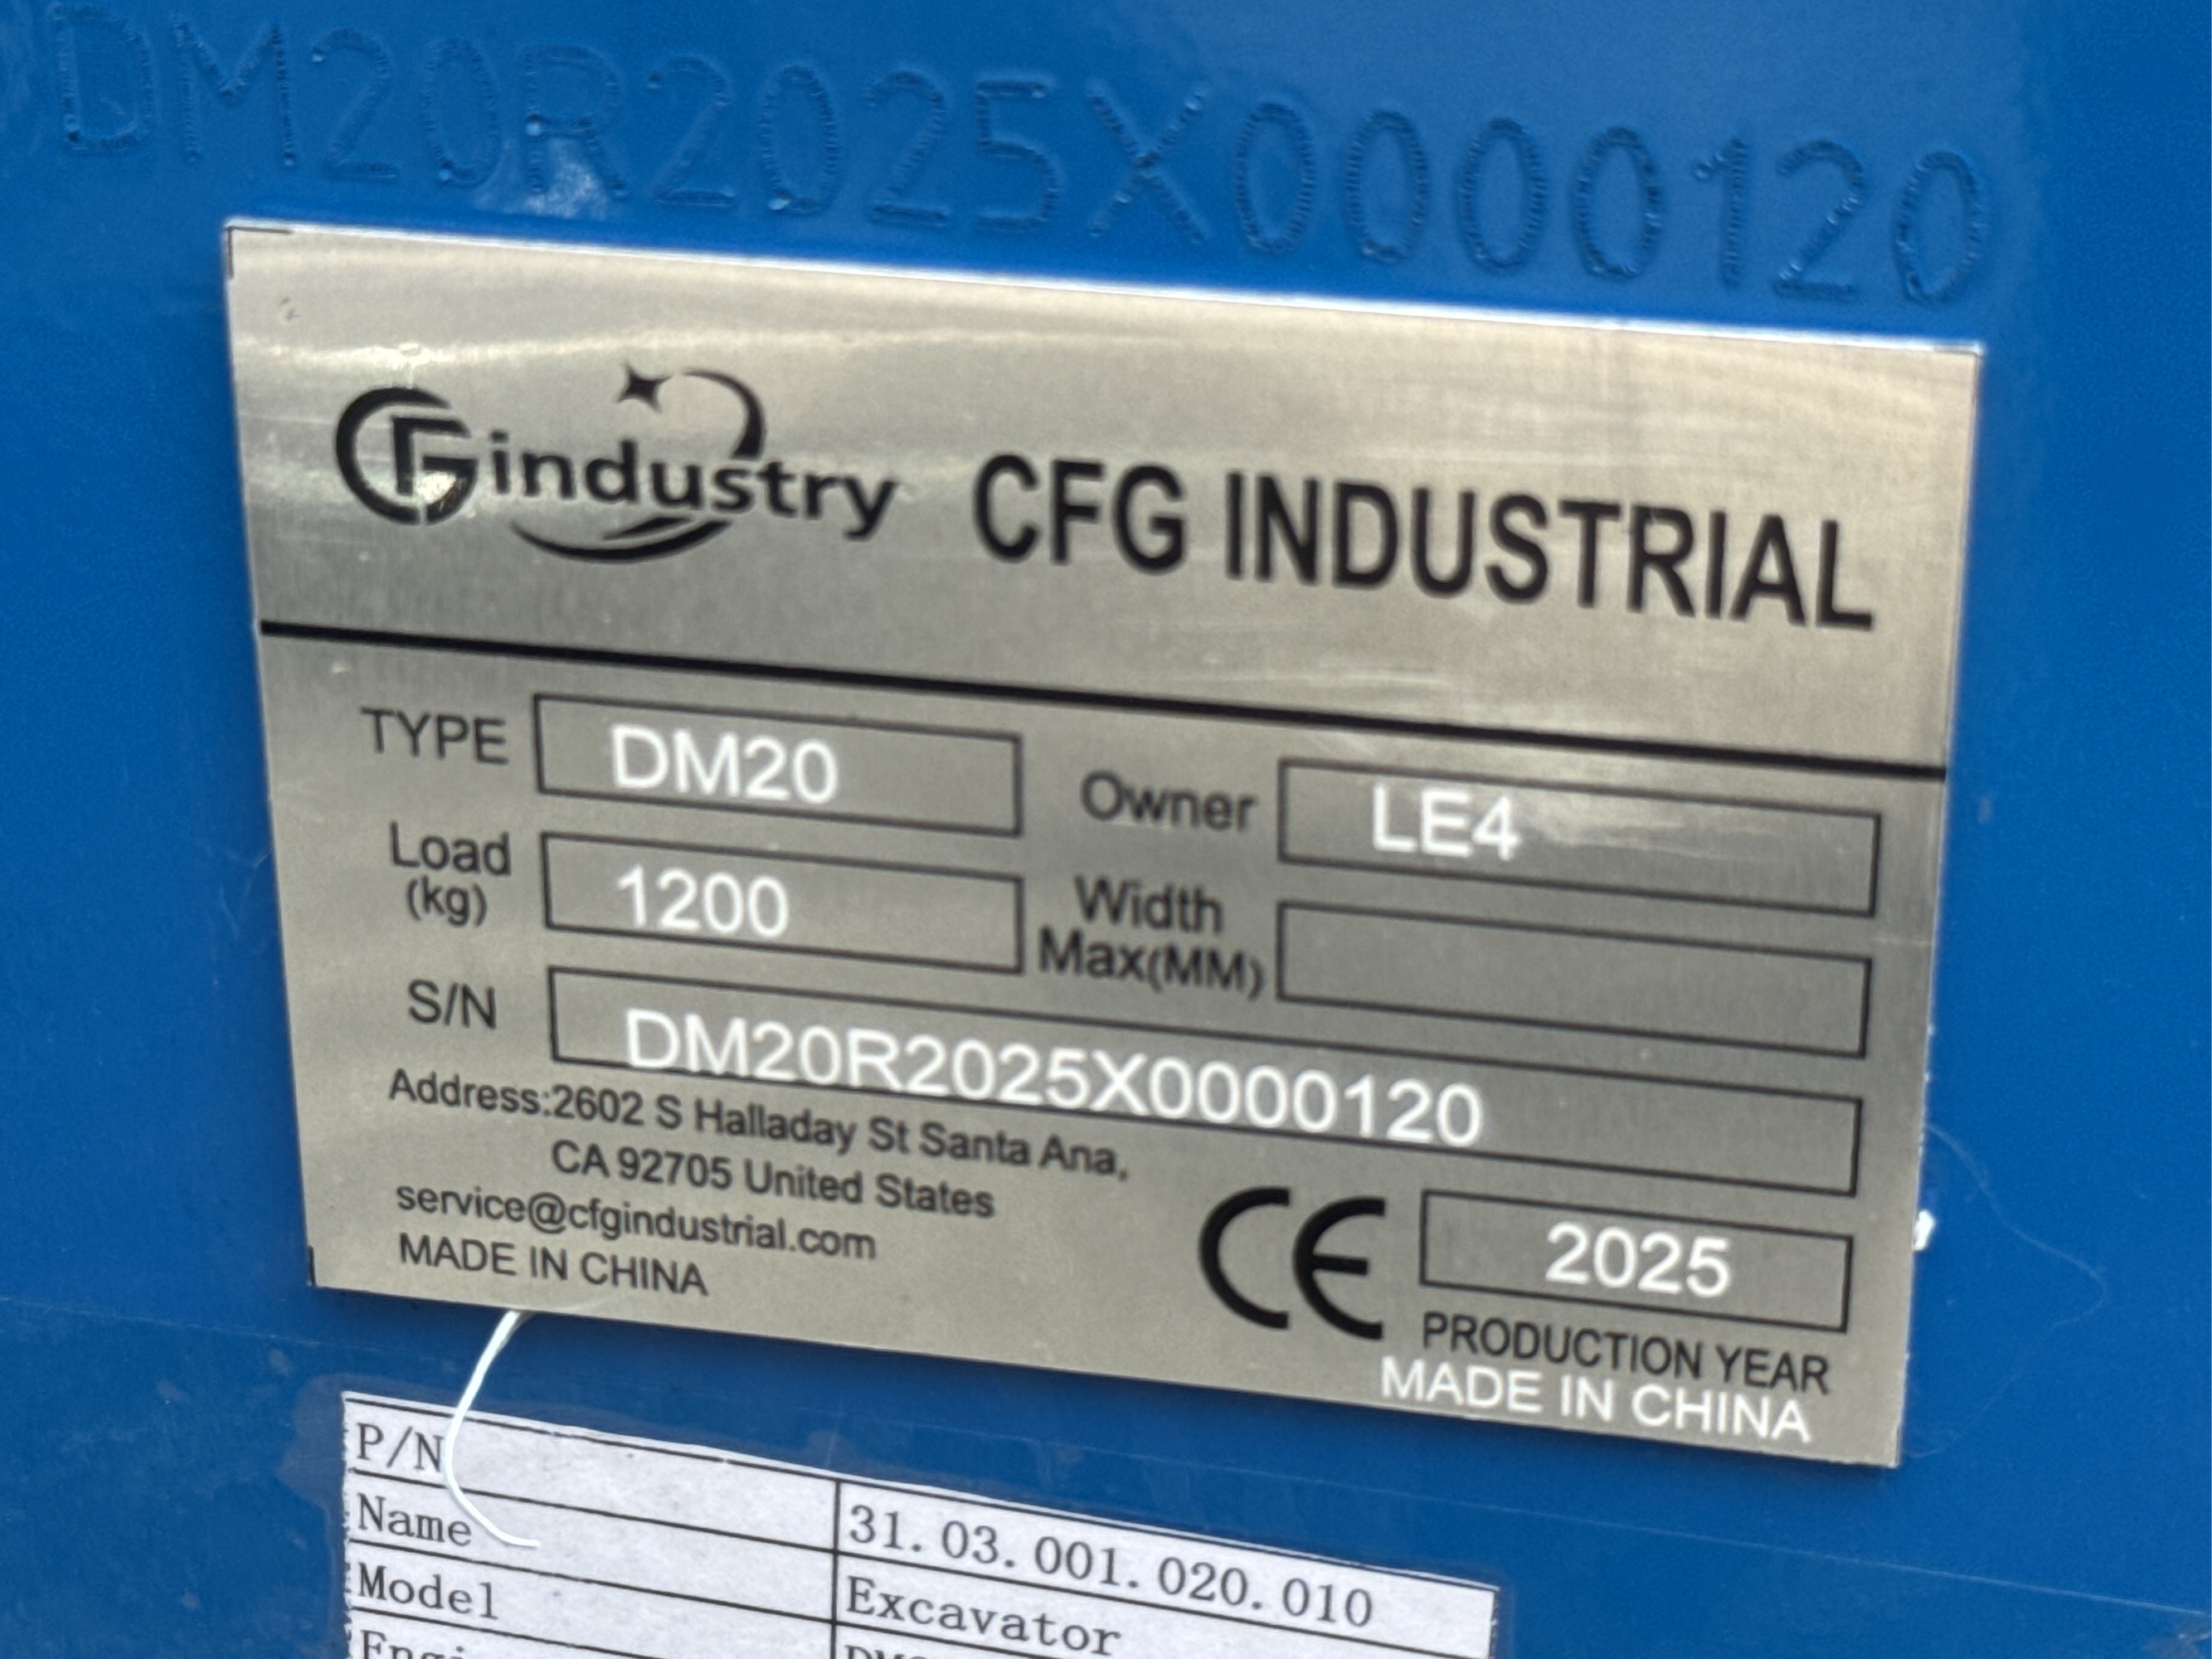 DM20R2025X0000120
CFG industry CFG INDUSTRIAL
TYPE DM20 Owner LE4
Load (kg) 1200 Width Max(MM)
S/N DM20R2025X0000120
Address:2602 S Halladay St Santa Ana,
CA 92705 United States
service@cfgindustrial.com
MADE IN CHINA
CE 2025
PRODUCTION YEAR
MADE IN CHINA
P/N 31.03.001.020.010
Name Excavator
Model